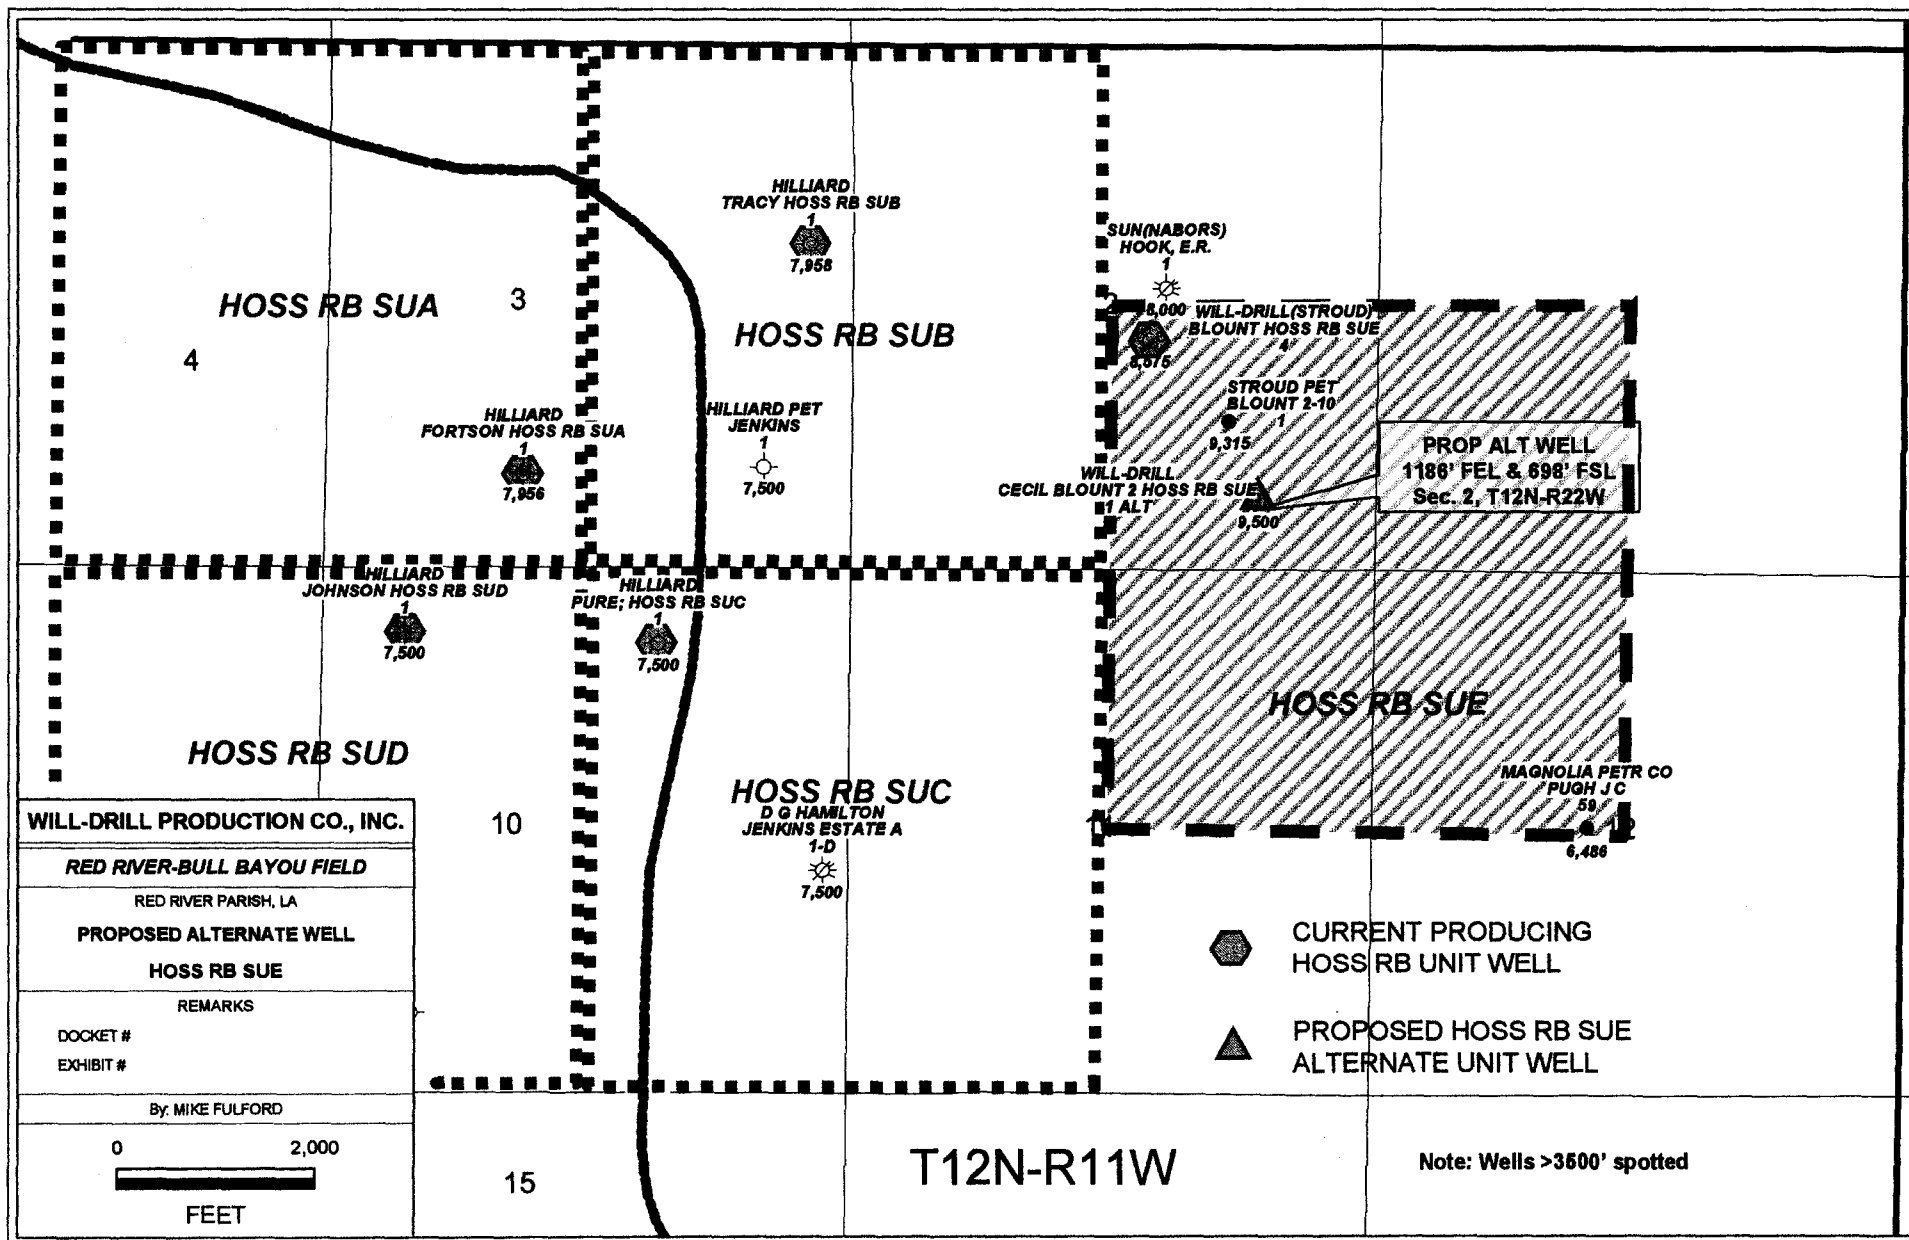 HILLIARD
TRACY HOSS RB SUB
1
7,958
SUN(NABORS)
HOOK, E.R.
1
8,000
HOSS RB SUA
3
4
HOSS RB SUB
2
WILL-DRILL(STROUD)
BLOUNT HOSS RB SUE
4
8,675
STROUD PET
BLOUNT 2-10
1
9,315
HILLIARD
FORTSON HOSS RB SUA
1
7,956
HILLIARD PET
JENKINS
1
7,500
PROP ALT WELL
1186' FEL & 698' FSL
Sec. 2, T12N-R22W
WILL-DRILL
CECIL BLOUNT 2 HOSS RB SUE
1 ALT
9,500
HILLIARD
JOHNSON HOSS RB SUD
1
7,500
HILLIARD
PURE; HOSS RB SUC
1
7,500
HOSS RB SUE
HOSS RB SUD
HOSS RB SUC
D G HAMILTON
JENKINS ESTATE A
1-D
7,500
MAGNOLIA PETR CO
PUGH J C
59
6,486
10
11
12
WILL-DRILL PRODUCTION CO., INC.
RED RIVER-BULL BAYOU FIELD
RED RIVER PARISH, LA
PROPOSED ALTERNATE WELL
HOSS RB SUE
REMARKS
DOCKET #
EXHIBIT #
By: MIKE FULFORD
0 2,000
FEET
CURRENT PRODUCING
HOSS RB UNIT WELL
PROPOSED HOSS RB SUE
ALTERNATE UNIT WELL
15
T12N-R11W
Note: Wells >3500' spotted